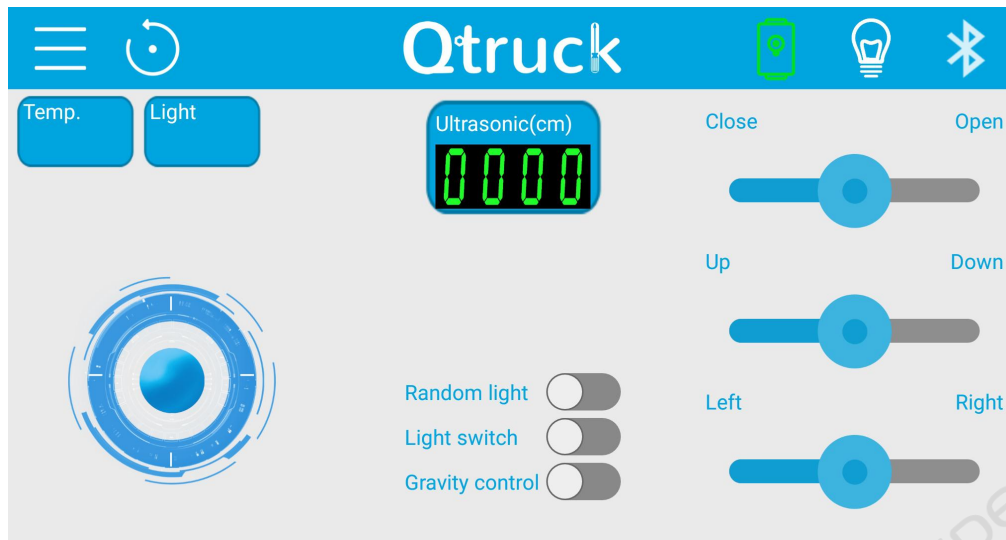 Qtruck
Temp.
Light
Ultrasonic(cm)
0000
Close
Open
Up
Down
Random light
Light switch
Gravity control
Left
Right